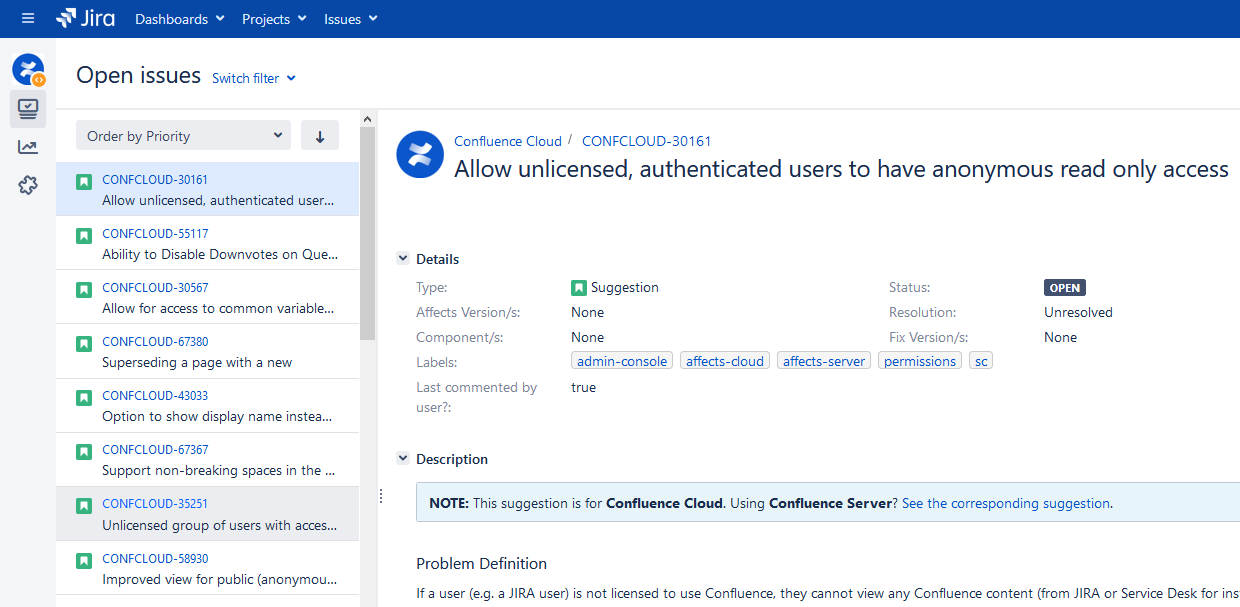 Jira Dashboards Projects Issues
Open issues Switch filter
Order by Priority
CONFCLOUD-30161
Allow unlicensed, authenticated user...
CONFCLOUD-55117
Ability to Disable Downvotes on Que...
CONFCLOUD-30567
Allow for access to common variable...
CONFCLOUD-67380
Superseding a page with a new
CONFCLOUD-43033
Option to show display name instea...
CONFCLOUD-67367
Support non-breaking spaces in the ...
CONFCLOUD-35251
Unlicensed group of users with acces...
CONFCLOUD-58930
Improved view for public (anonymou...
Confluence Cloud / CONFCLOUD-30161
Allow unlicensed, authenticated users to have anonymous read only access
Details
Type: Suggestion Status: OPEN
Affects Version/s: None Resolution: Unresolved
Component/s: None Fix Version/s: None
Labels: admin-console affects-cloud affects-server permissions sc
Last commented by true
user?:
Description
NOTE: This suggestion is for Confluence Cloud. Using Confluence Server? See the corresponding suggestion.
Problem Definition
If a user (e.g. a JIRA user) is not licensed to use Confluence, they cannot view any Confluence content (from JIRA or Service Desk for ins